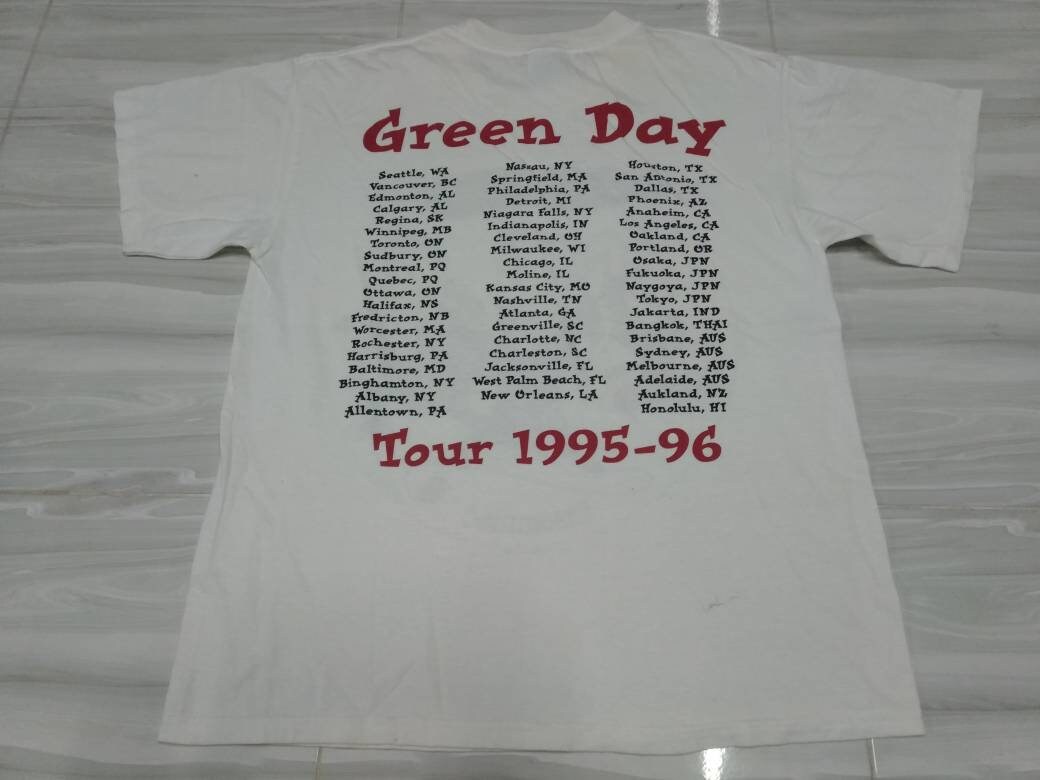 Green Day
Seattle, WA
Vancouver, BC
Edmonton, AL
Calgary, AL
Regina, SK
Winnipeg, MB
Toronto, ON
Sudbury, ON
Montreal, PQ
Quebec, PQ
Ottawa, ON
Halifax, NS
Fredricton, NB
Worcester, MA
Rochester, NY
Harrisburg, PA
Baltimore, MD
Binghamton, NY
Albany, NY
Allentown, PA
Nassau, NY
Springfield, MA
Philadelphia, PA
Detroit, MI
Niagara Falls, NY
Indianapolis, IN
Cleveland, OH
Milwaukee, WI
Chicago, IL
Moline, IL
Kansas City, MO
Nashville, TN
Atlanta, GA
Greenville, SC
Charlotte, NC
Charleston, SC
Jacksonville, FL
West Palm Beach, FL
New Orleans, LA
Houston, TX
San Antonio, TX
Dallas, TX
Phoenix, AZ
Anaheim, CA
Los Angeles, CA
Oakland, CA
Portland, OR
Osaka, JPN
Fukuoka, JPN
Naygoya, JPN
Tokyo, JPN
Jakarta, IND
Bangkok, THAI
Brisbane, AUS
Sydney, AUS
Melbourne, AUS
Adelaide, AUS
Aukland, NZ
Honolulu, HI
Tour 1995-96